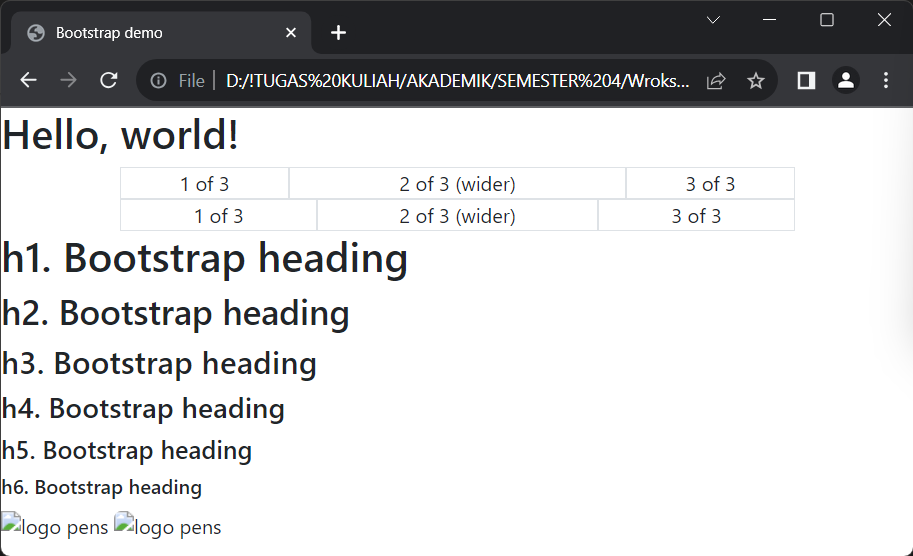 Bootstrap demo
File | D:/!TUGAS%20KULIAH/AKADEMIK/SEMESTER%204/Wroks...
Hello, world!
1 of 3 2 of 3 (wider) 3 of 3
1 of 3 2 of 3 (wider) 3 of 3
h1. Bootstrap heading
h2. Bootstrap heading
h3. Bootstrap heading
h4. Bootstrap heading
h5. Bootstrap heading
h6. Bootstrap heading
logo pens logo pens